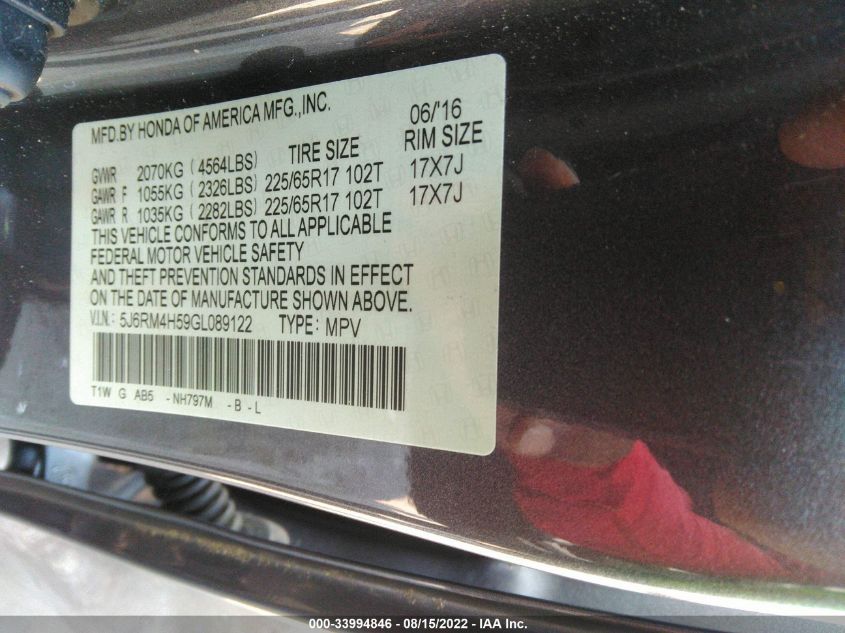 MFD.BY HONDA OF AMERICA MFG.,INC. 06/'16
GVWR 2070KG (4564LBS) TIRE SIZE RIM SIZE
GAWR F 1055KG (2326LBS) 225/65R17 102T 17X7J
GAWR R 1035KG (2282LBS) 225/65R17 102T 17X7J
THIS VEHICLE CONFORMS TO ALL APPLICABLE
FEDERAL MOTOR VEHICLE SAFETY
AND THEFT PREVENTION STANDARDS IN EFFECT
ON THE DATE OF MANUFACTURE SHOWN ABOVE.
V.I.N.: 5J6RM4H59GL089122 TYPE: MPV
T1W G AB5 -NH797M -B-L
000-33994846 - 08/15/2022 - IAA Inc.